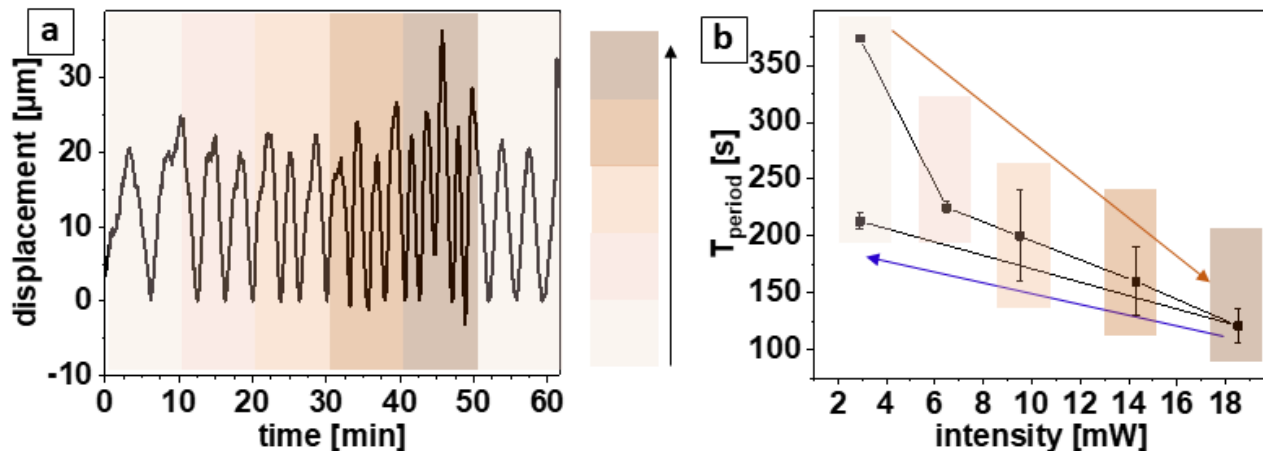 a
displacement [µm]
30
20
10
0
-10
0 10 20 30 40 50 60
time [min]
b
T_period [s]
350
300
250
200
150
100
2 4 6 8 10 12 14 16 18
intensity [mW]